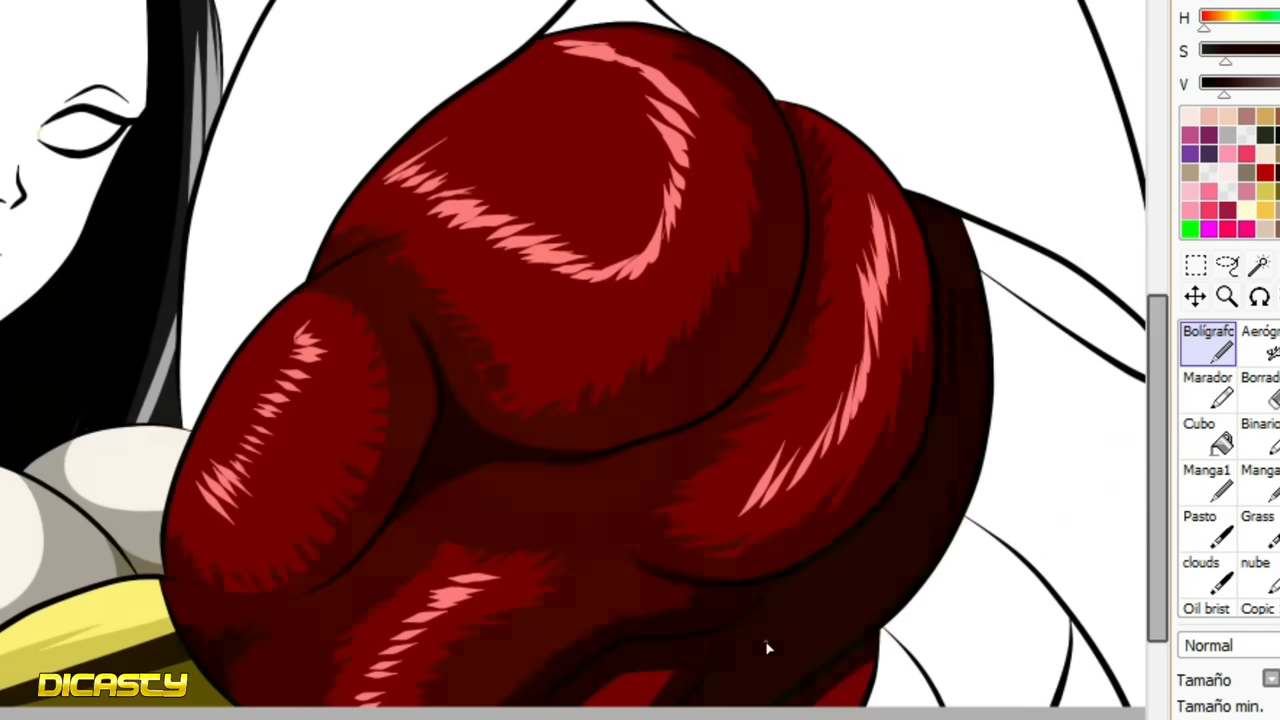 H
S
V
Bolígrafc Aerógr
Marador Borrad
Cubo Binario
Manga1 Manga
Pasto Grass
clouds nube
Oil brist Copic
Normal
Tamaño
Tamaño min.
DICASTY